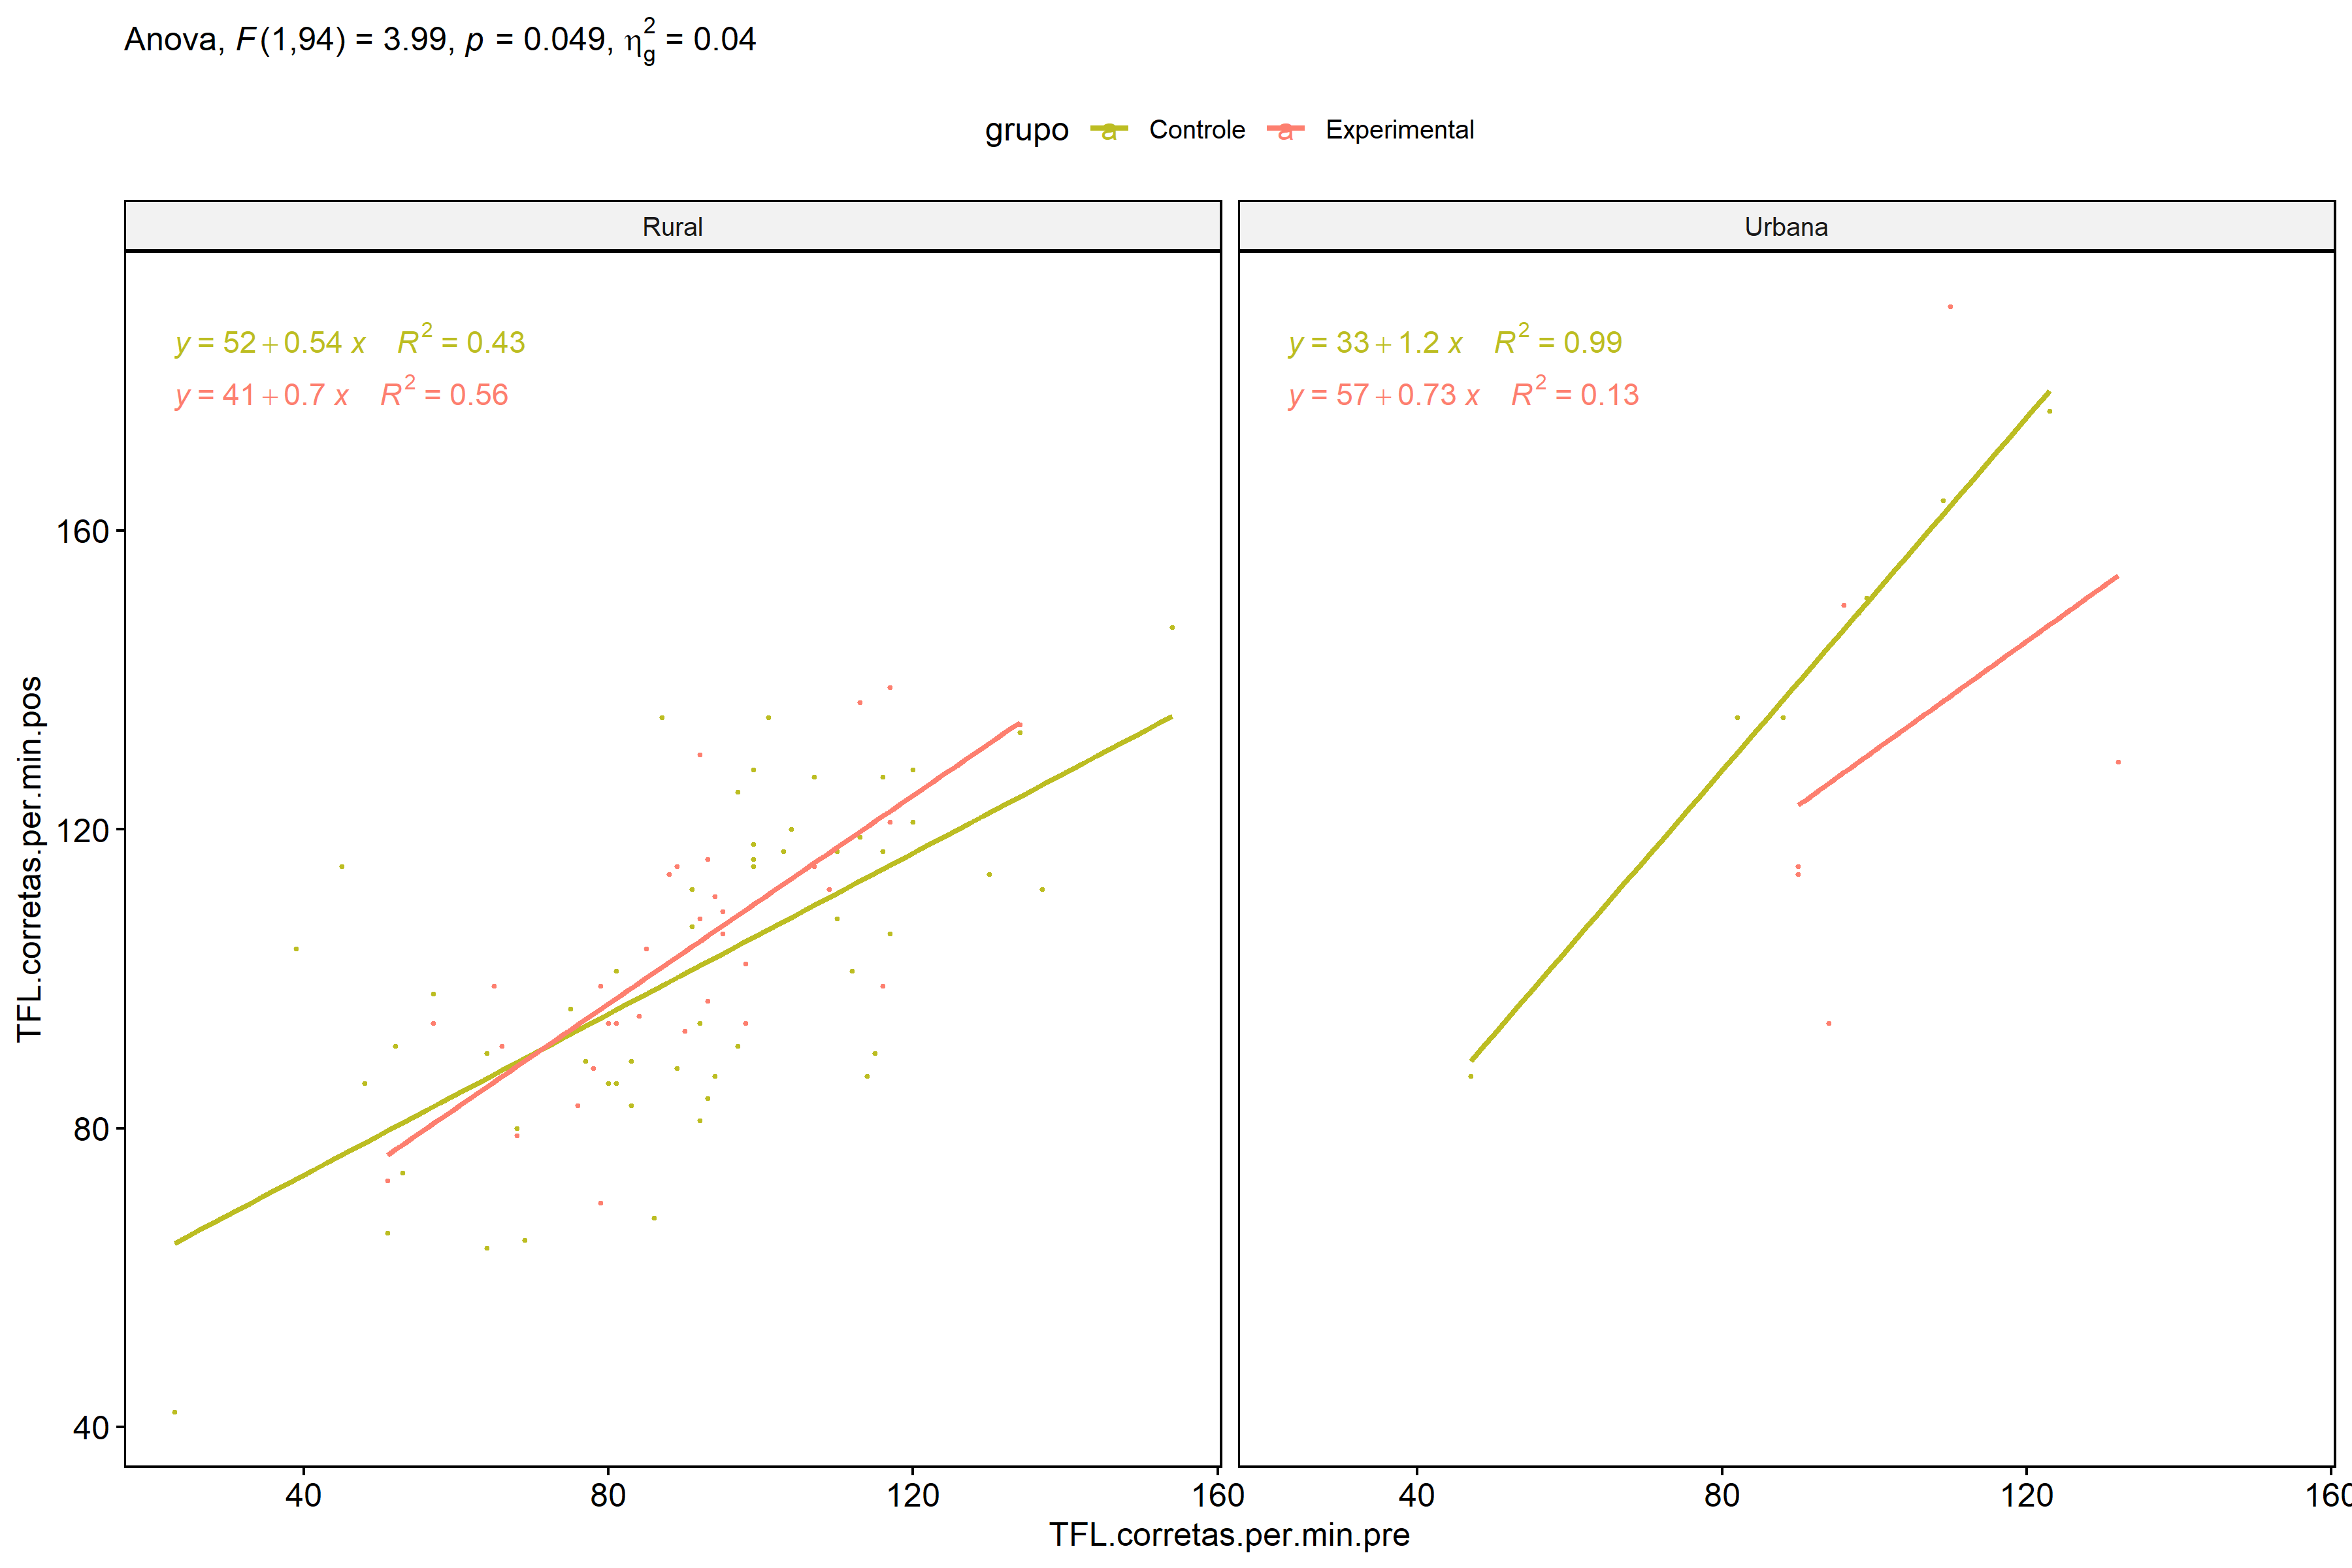 Anova, F(1,94) = 3.99, p = 0.049, η²g = 0.04
grupo a Controle a Experimental
Rural
Urbana
y = 52 + 0.54 x R² = 0.43
y = 41 + 0.7 x R² = 0.56
y = 33 + 1.2 x R² = 0.99
y = 57 + 0.73 x R² = 0.13
TFL.corretas.per.min.pos
160
120
80
40
40 80 120 160
40 80 120 160
TFL.corretas.per.min.pre